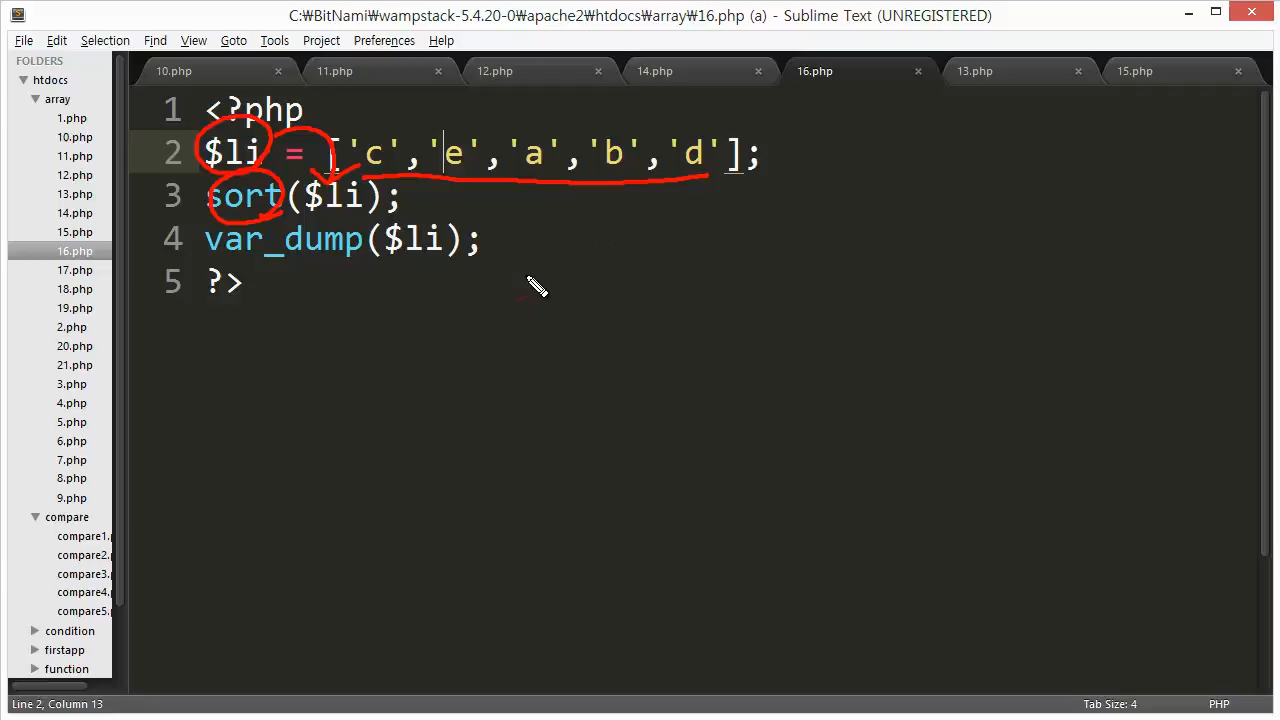 C:₩BitNami₩wampstack-5.4.20-0₩apache2₩htdocs₩array₩16.php (a) - Sublime Text (UNREGISTERED)
File Edit Selection Find View Goto Tools Project Preferences Help
FOLDERS
htdocs
array
1.php
10.php
11.php
12.php
13.php
14.php
15.php
16.php
17.php
18.php
19.php
2.php
20.php
21.php
3.php
4.php
5.php
6.php
7.php
8.php
9.php
compare
compare1.
compare2.
compare3.
compare4.
compare5.
condition
firstapp
function
10.php 11.php 12.php 14.php 16.php 13.php 15.php
1 <?php
2 $li = ['c','e','a','b','d'];
3 sort($li);
4 var_dump($li);
5 ?>
Line 2, Column 13 Tab Size: 4 PHP